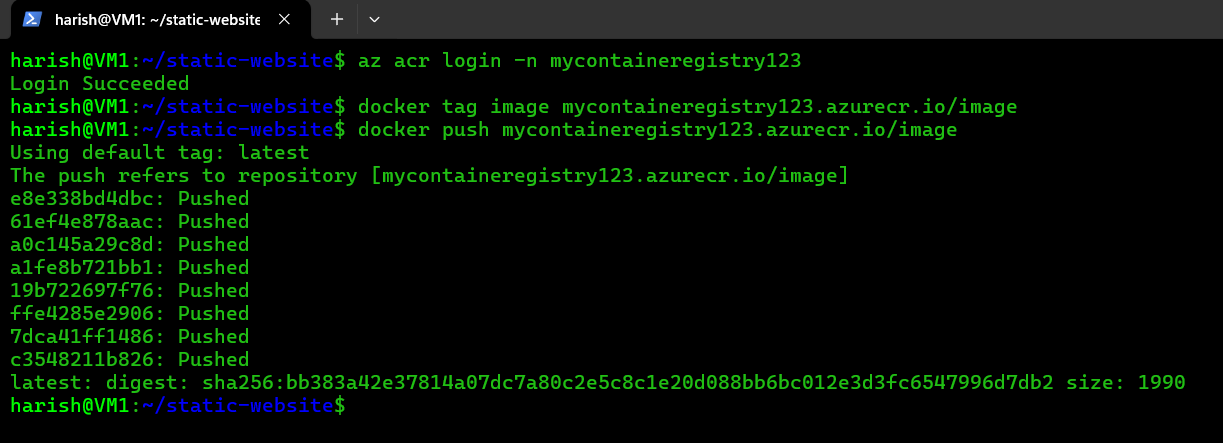 harish@VM1: ~/static-website
harish@VM1:~/static-website$ az acr login -n mycontaineregistry123
Login Succeeded
harish@VM1:~/static-website$ docker tag image mycontaineregistry123.azurecr.io/image
harish@VM1:~/static-website$ docker push mycontaineregistry123.azurecr.io/image
Using default tag: latest
The push refers to repository [mycontaineregistry123.azurecr.io/image]
e8e338bd4dbc: Pushed
61ef4e878aac: Pushed
a0c145a29c8d: Pushed
a1fe8b721bb1: Pushed
19b722697f76: Pushed
ffe4285e2906: Pushed
7dca41ff1486: Pushed
c3548211b826: Pushed
latest: digest: sha256:bb383a42e37814a07dc7a80c2e5c8c1e20d088bb6bc012e3d3fc6547996d7db2 size: 1990
harish@VM1:~/static-website$